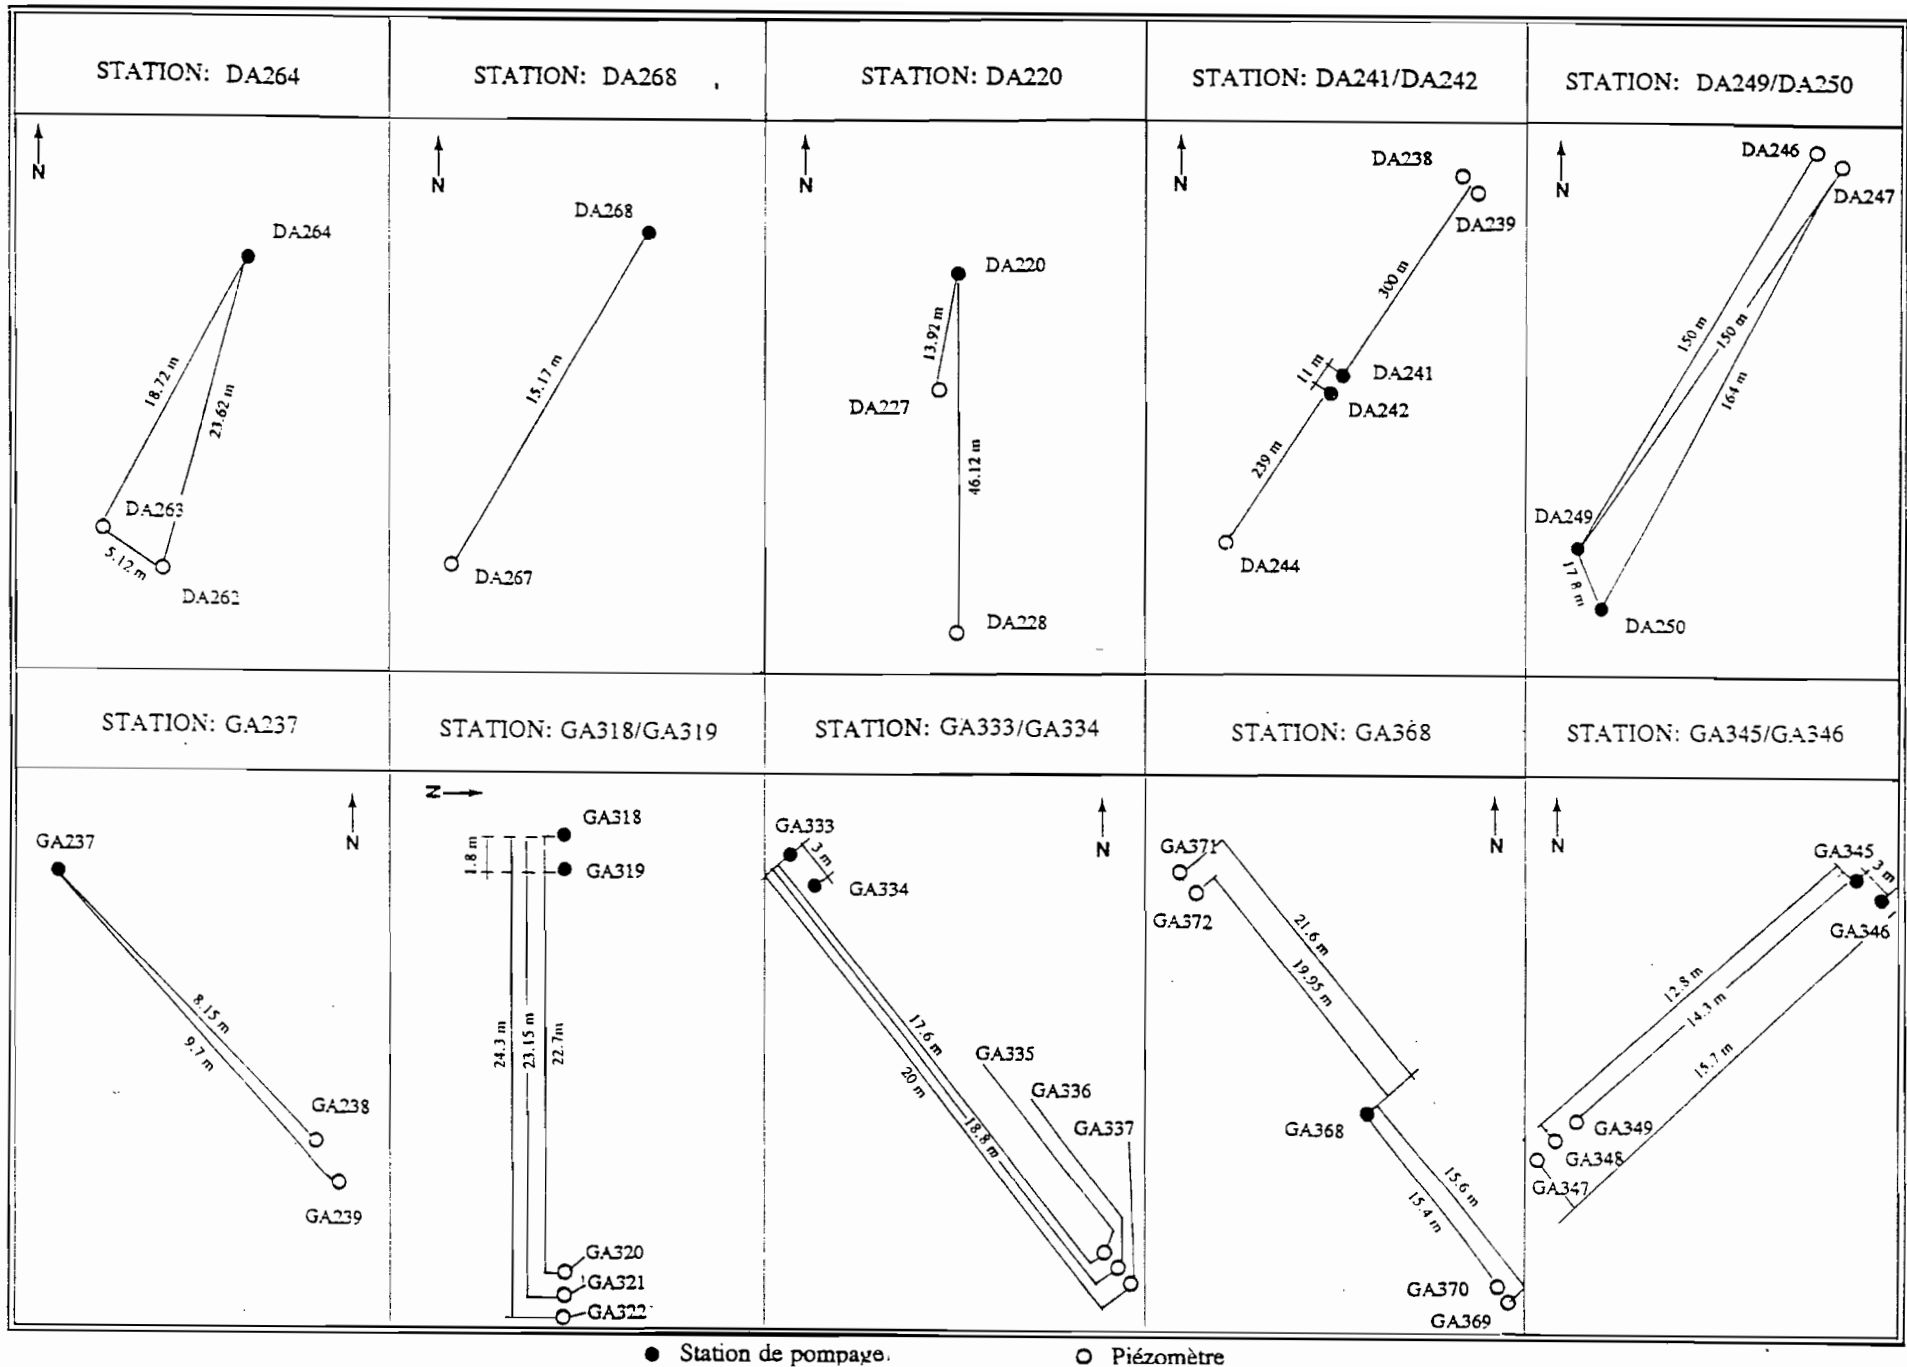 STATION: DA264
STATION: DA268
STATION: DA220
STATION: DA241/DA242
STATION: DA249/DA250
N
DA264
18.72 m
23.62 m
DA263
5.12 m
DA262
N
DA268
15.17 m
DA267
N
DA220
13.92 m
DA227
46.12 m
DA228
N
DA238
DA239
300 m
11 m
DA241
DA242
239 m
DA244
N
DA246
DA247
150 m
150 m
164 m
DA249
17.8 m
DA250
STATION: GA237
STATION: GA318/GA319
STATION: GA333/GA334
STATION: GA368
STATION: GA345/GA346
N
GA237
8.15 m
9.7 m
GA238
GA239
N
GA318
1.8 m
GA319
24.3 m
23.15 m
22.7m
GA320
GA321
GA322
N
GA333
3 m
GA334
17.6 m
20 m
18.8 m
GA335
GA336
GA337
N
GA371
GA372
21.6 m
19.95 m
GA368
15.6 m
15.4 m
GA370
GA369
N
GA345
3 m
GA346
12.8 m
14.3 m
15.7 m
GA349
GA348
GA347
Station de pompage.
Piézomètre